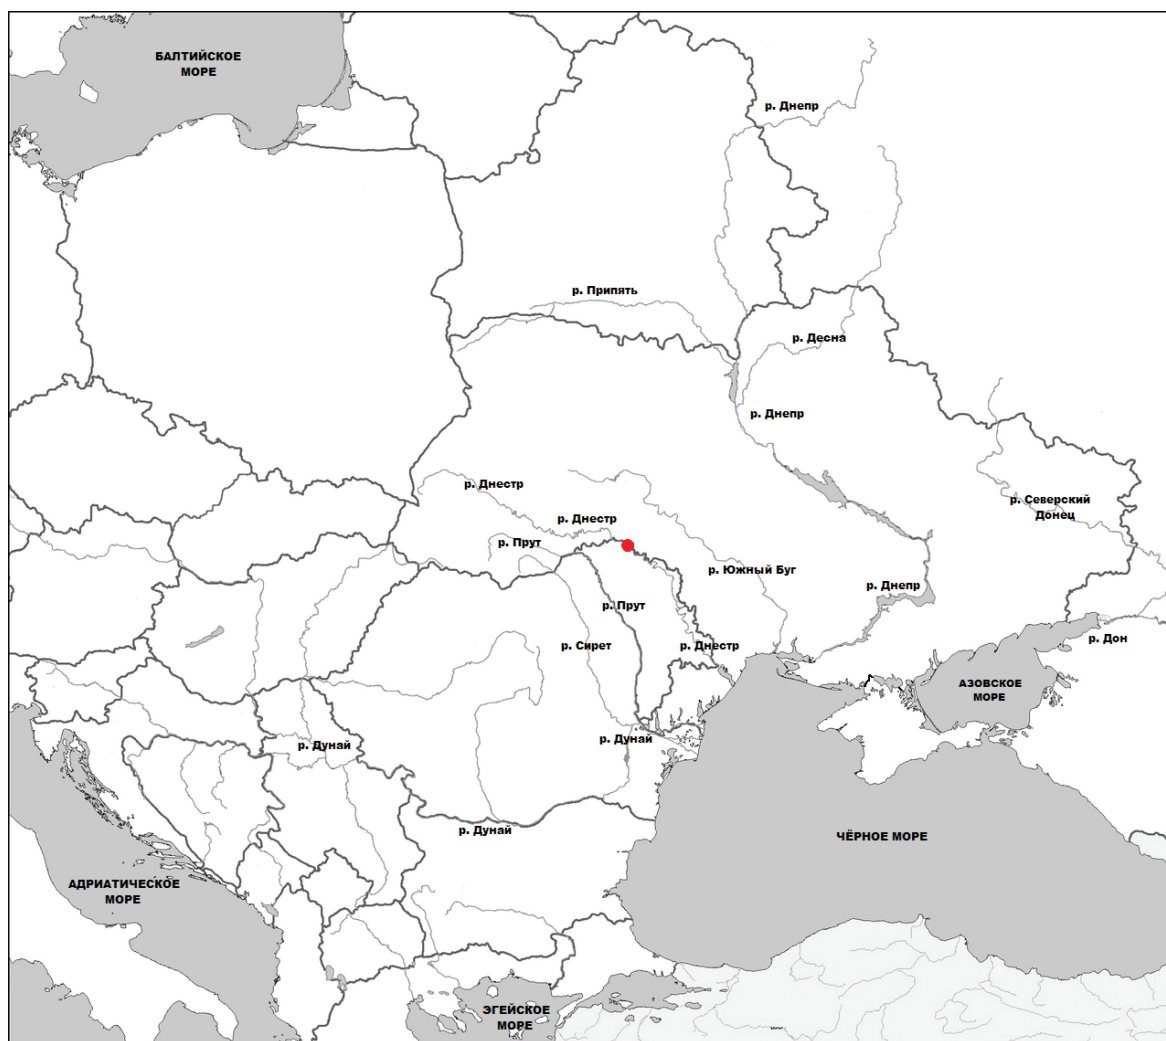 БАЛТИЙСКОЕ
МОРЕ
р. Днепр
р. Припять
р. Десна
р. Днепр
р. Днестр
р. Северский
Донец
р. Днестр
р. Прут
р. Южный Буг
р. Днепр
р. Прут
р. Сирет
р. Днестр
р. Дон
АЗОВСКОЕ
МОРЕ
р. Дунай
р. Дунай
р. Дунай
ЧЁРНОЕ МОРЕ
АДРИАТИЧЕСКОЕ
МОРЕ
ЭГЕЙСКОЕ
МОРЕ